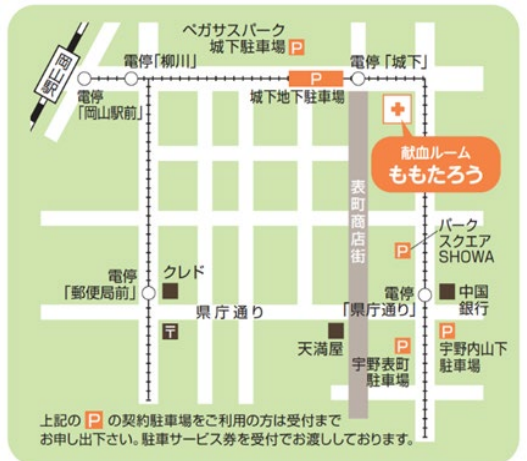 ペガサスパーク
城下駐車場 P
岡山駅
電停「柳川」
電停「城下」
P
電停
「岡山駅前」
城下地下駐車場
献血ルーム
ももたろう
表町商店街
P
パーク
スクエア
SHOWA
電停
「郵便局前」
クレド
県庁通り
電停
「県庁通り」
中国
銀行
〒
天満屋
P
宇野表町
駐車場
P
宇野内山下
駐車場
上記の P の契約駐車場をご利用の方は受付まで
お申し出下さい。駐車サービス券を受付でお渡ししております。